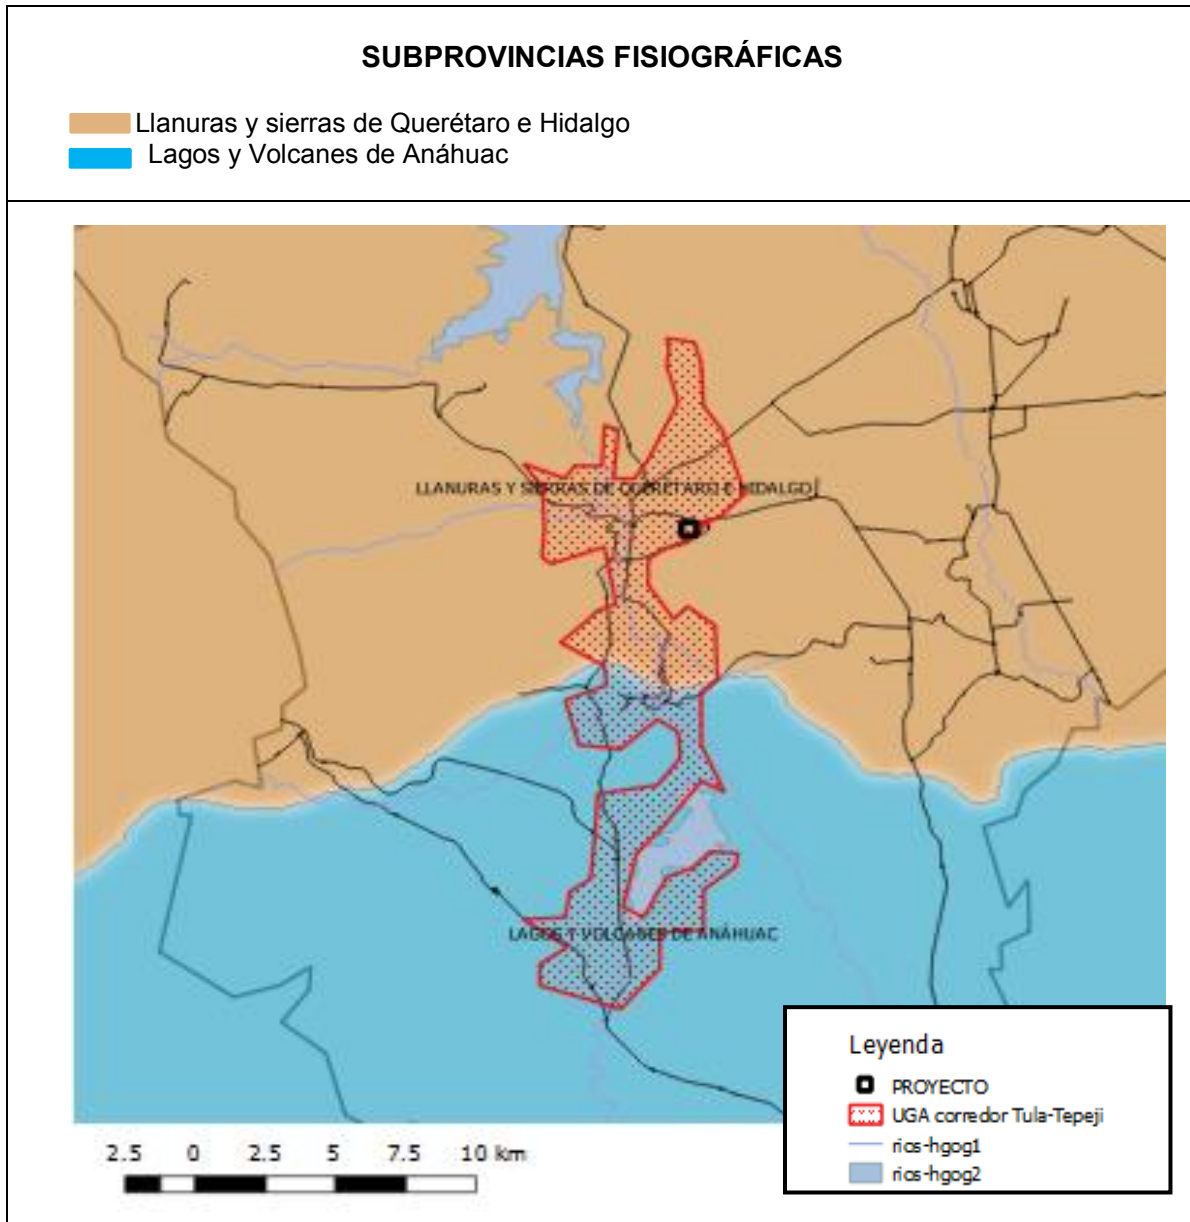 SUBPROVINCIAS FISIOGRÁFICAS
Llanuras y sierras de Querétaro e Hidalgo
Lagos y Volcanes de Anáhuac
LLANURAS Y SIERRAS DE QUERETARO E HIDALGO
LAGOS Y VOLCANES DE ANÁHUAC
Leyenda
PROYECTO
UGA corredor Tula-Tepeji
rios-hgog1
rios-hgog2
2.5 0 2.5 5 7.5 10 km